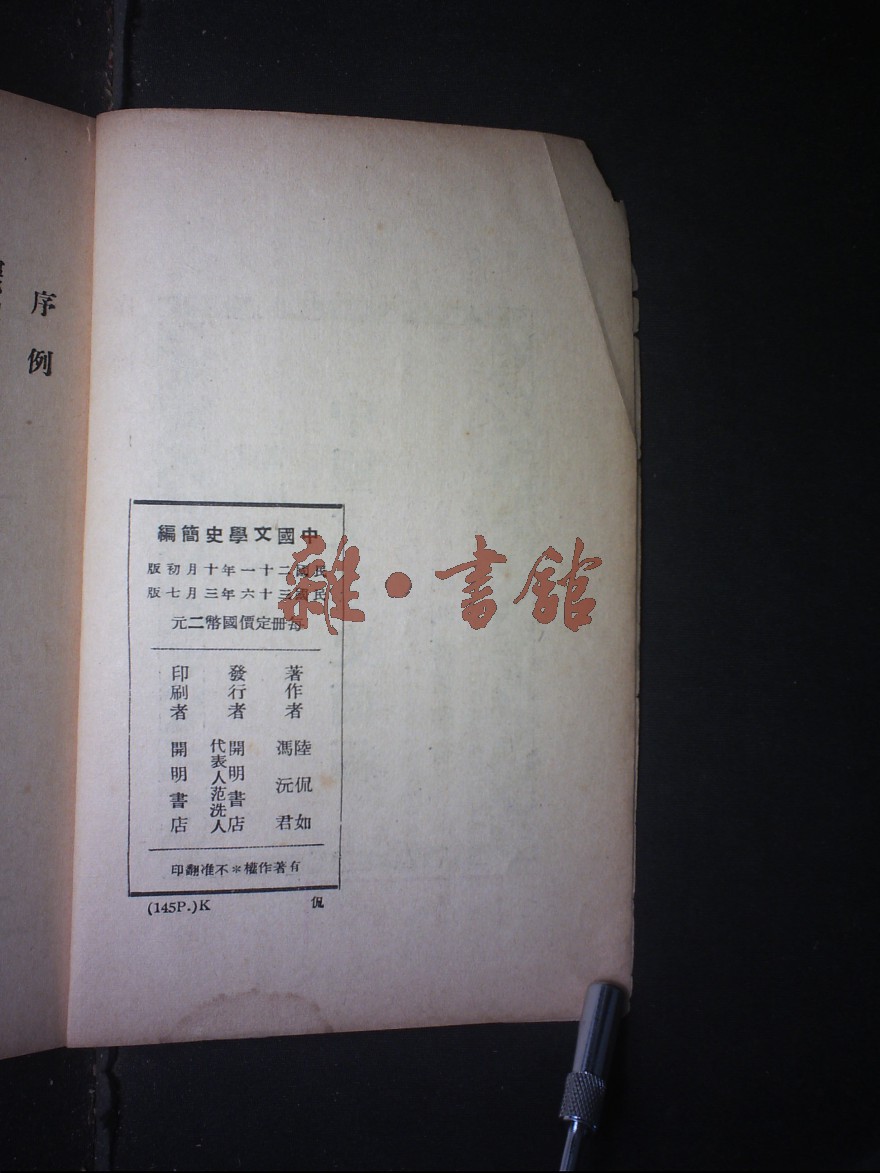 中國文學史簡編
民國二十一年十月初版
民國三十六年三月七版
每冊定價國幣二元
著作者 陸侃如
馮沅君
發行者 開明書店
代表人范洗人
印刷者 開明書店
有著作權＊不准翻印
(145P.)K 侃
序例
雜·書館